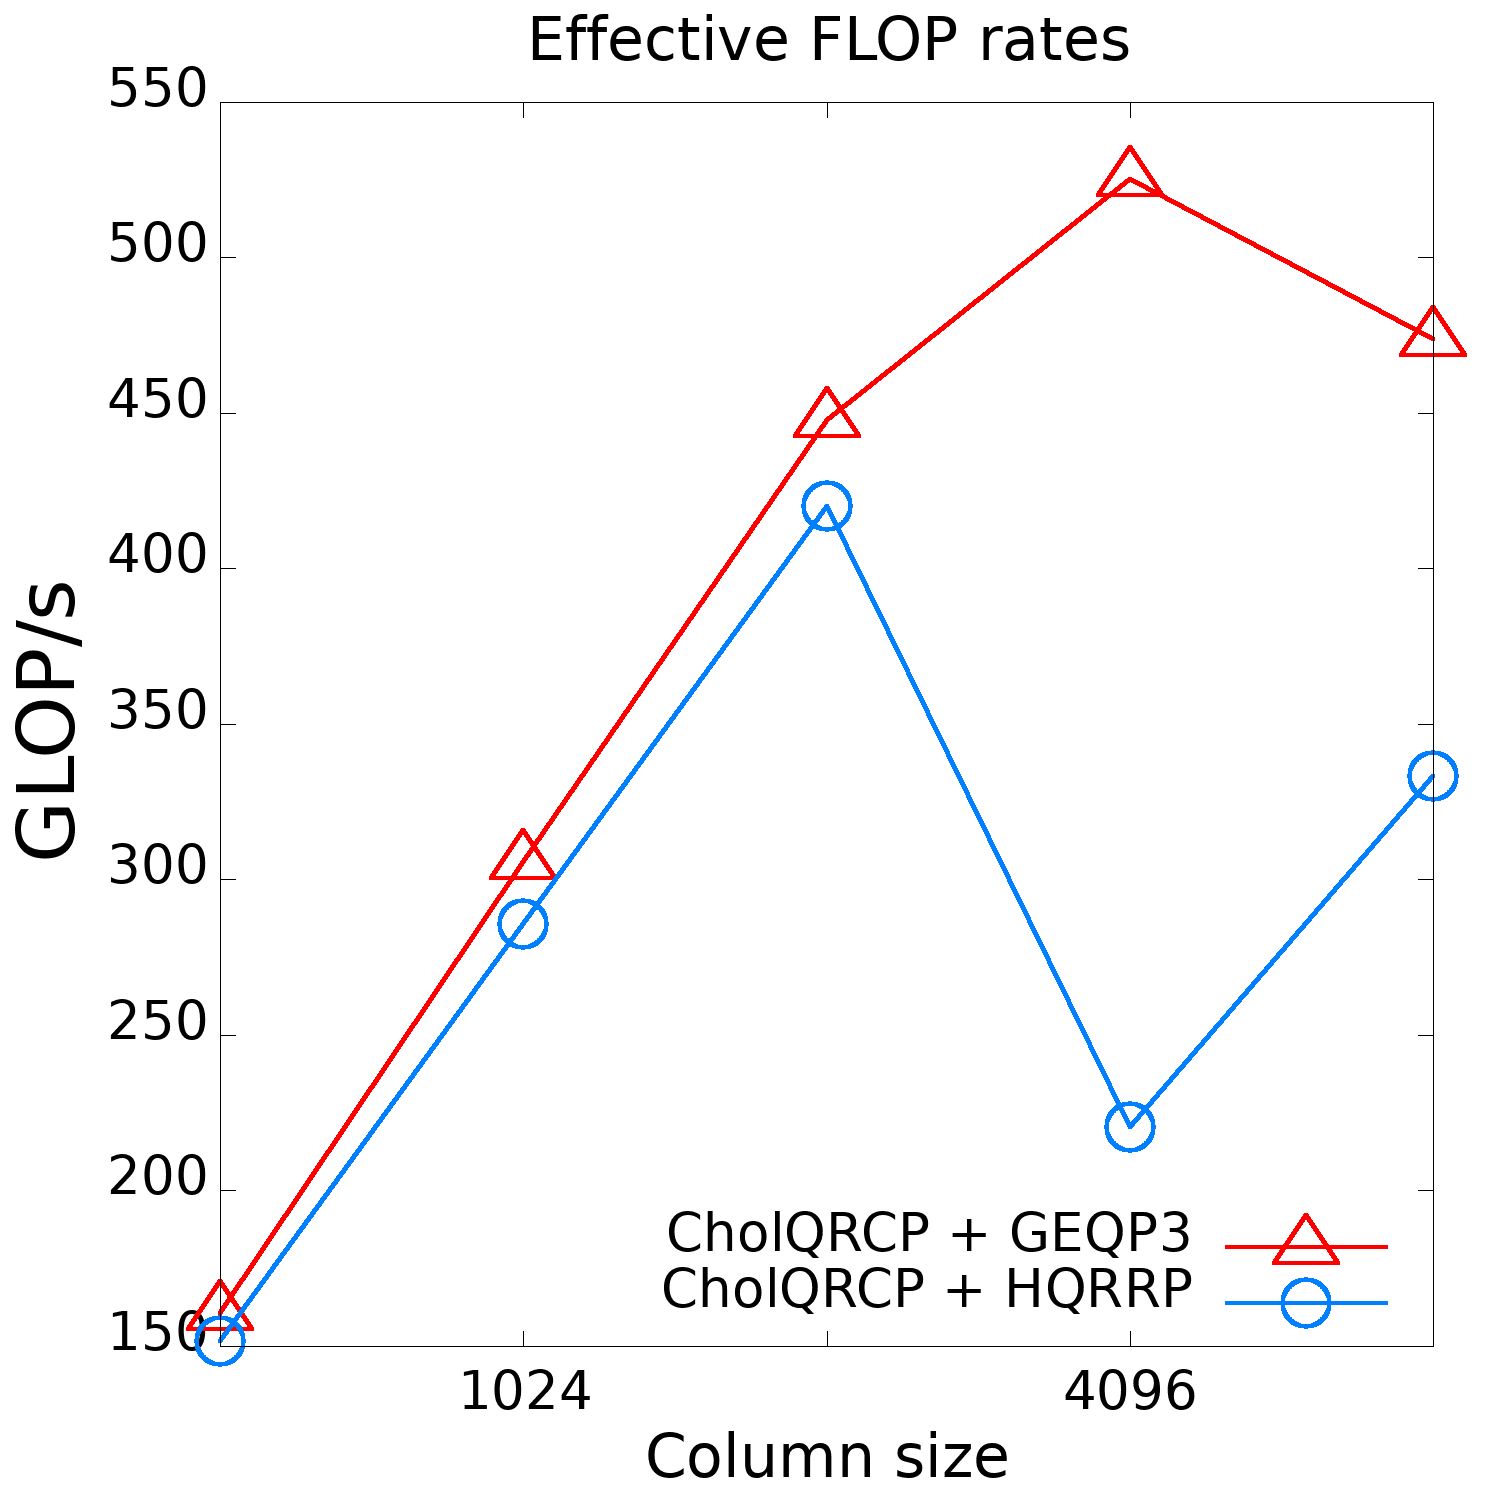 Effective FLOP rates
550
500
450
400
350
300
250
200
150
GLOP/s
CholQRCP + GEQP3
CholQRCP + HQRRP
1024 4096
Column size